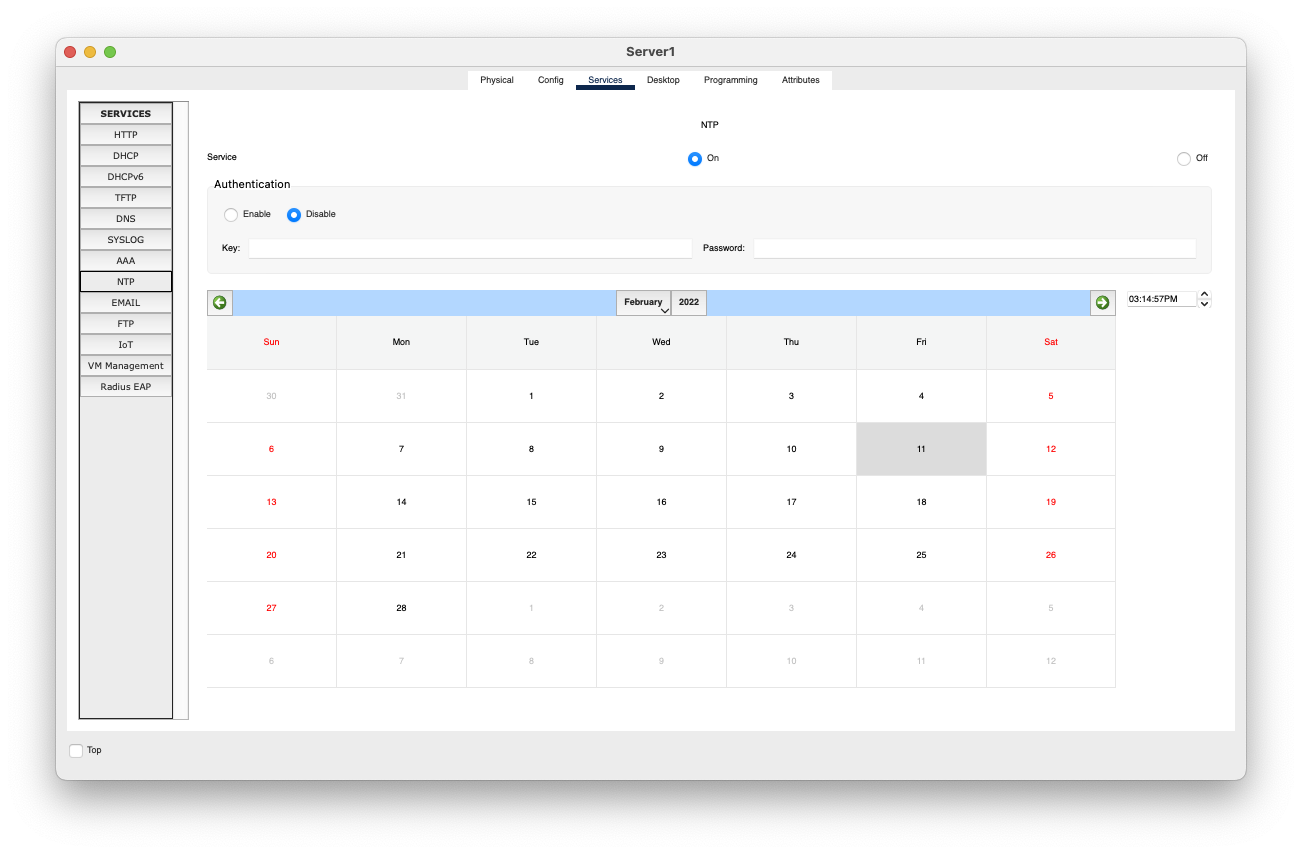 Server1
Physical Config Services Desktop Programming Attributes
SERVICES
HTTP
DHCP
DHCPv6
TFTP
DNS
SYSLOG
AAA
NTP
EMAIL
FTP
IoT
VM Management
Radius EAP
NTP
Service On Off
Authentication
Enable Disable
Key: Password:
February 2022 03:14:57PM
Sun Mon Tue Wed Thu Fri Sat
30 31 1 2 3 4 5
6 7 8 9 10 11 12
13 14 15 16 17 18 19
20 21 22 23 24 25 26
27 28 1 2 3 4 5
6 7 8 9 10 11 12
Top